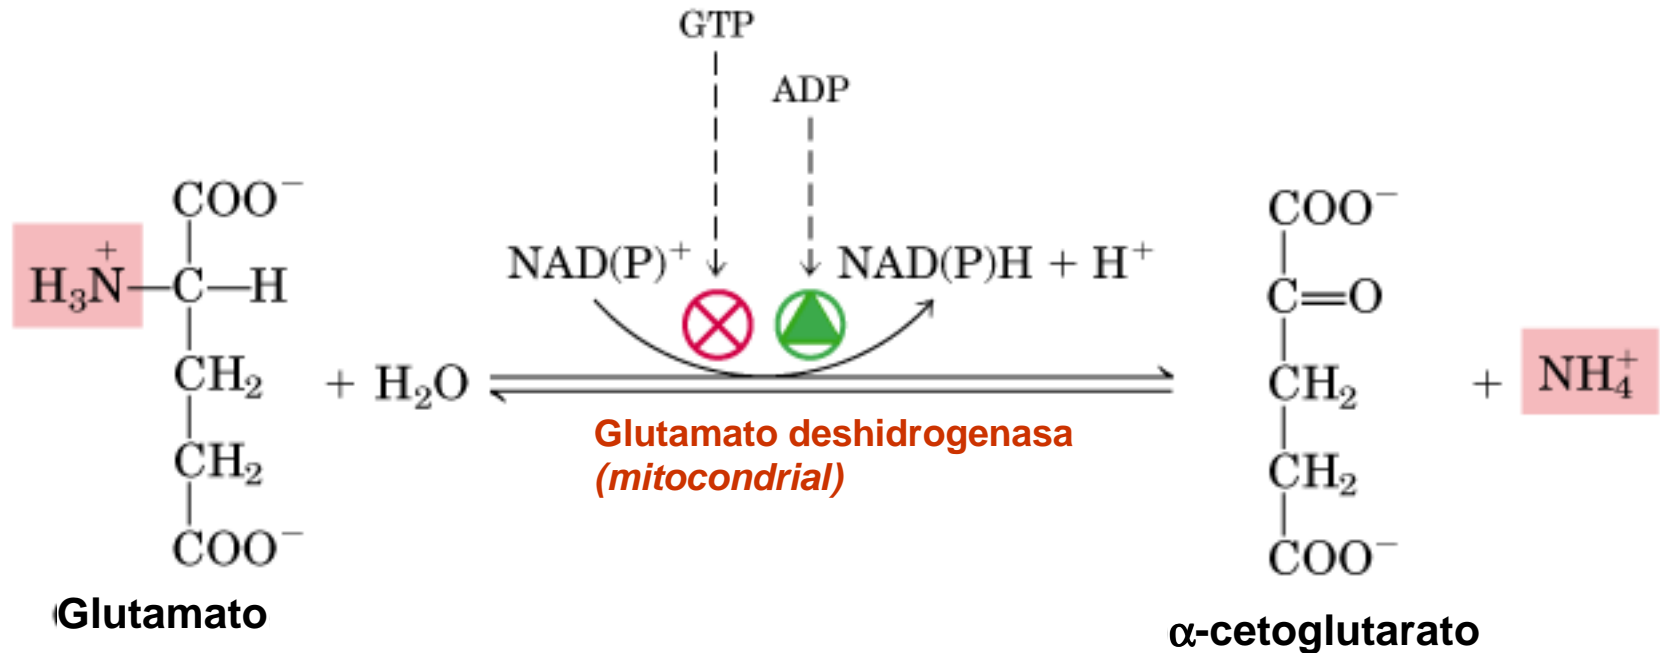 GTP
ADP
COO⁻
H₃N⁺—C—H
CH₂
CH₂
COO⁻
+ H₂O
NAD(P)⁺
NAD(P)H + H⁺
Glutamato deshidrogenasa
(mitocondrial)
COO⁻
C=O
CH₂
CH₂
COO⁻
+ NH₄⁺
Glutamato
α-cetoglutarato